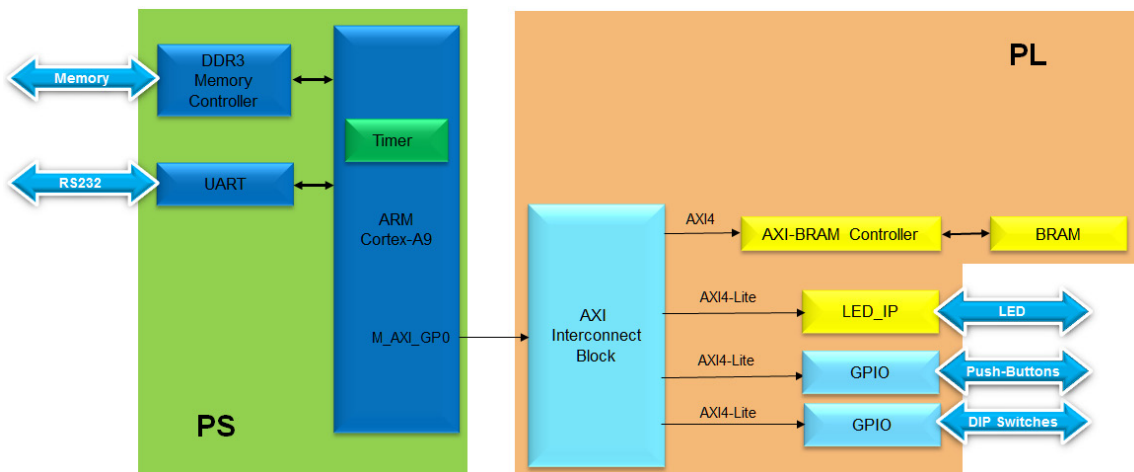 PL
DDR3
Memory
Controller
Memory
Timer
RS232
UART
ARM
Cortex-A9
M_AXI_GP0
PS
AXI
Interconnect
Block
AXI4
AXI-BRAM Controller
BRAM
AXI4-Lite
LED_IP
LED
AXI4-Lite
GPIO
Push-Buttons
AXI4-Lite
GPIO
DIP Switches